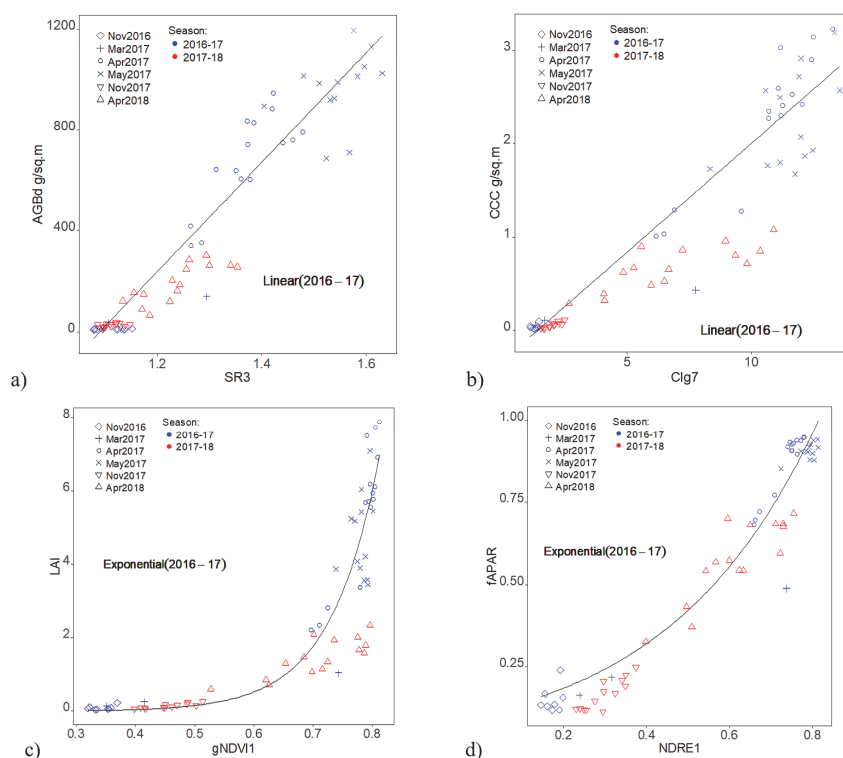 1200
800
400
0
AGBd g/sq.m
Nov2016
Mar2017
Apr2017
May2017
Nov2017
Apr2018
Season:
2016-17
2017-18
Linear(2016 – 17)
1.2
1.4
1.6
SR3
a)
3
2
1
0
CCC g/sq.m
Nov2016
Mar2017
Apr2017
May2017
Nov2017
Apr2018
Season:
2016-17
2017-18
Linear(2016 – 17)
5
10
CIg7
b)
8
6
4
2
0
LAI
Nov2016
Mar2017
Apr2017
May2017
Nov2017
Apr2018
Season:
2016-17
2017-18
Exponential(2016 – 17)
0.3
0.4
0.5
0.6
0.7
0.8
gNDVI1
c)
1.00
0.75
0.50
0.25
fAPAR
Nov2016
Mar2017
Apr2017
May2017
Nov2017
Apr2018
Season:
2016-17
2017-18
Exponential(2016 – 17)
0.2
0.4
0.6
0.8
NDRE1
d)